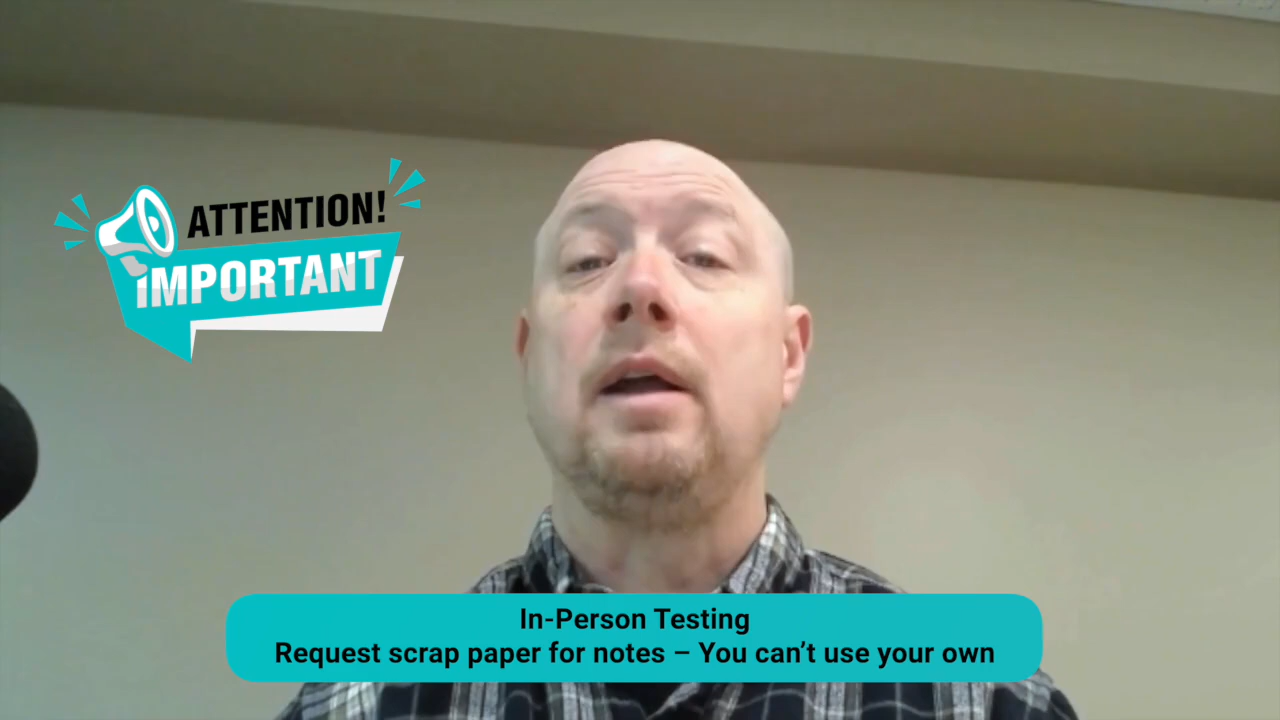 ATTENTION!
iMPORTANT
In-Person Testing
Request scrap paper for notes – You can’t use your own